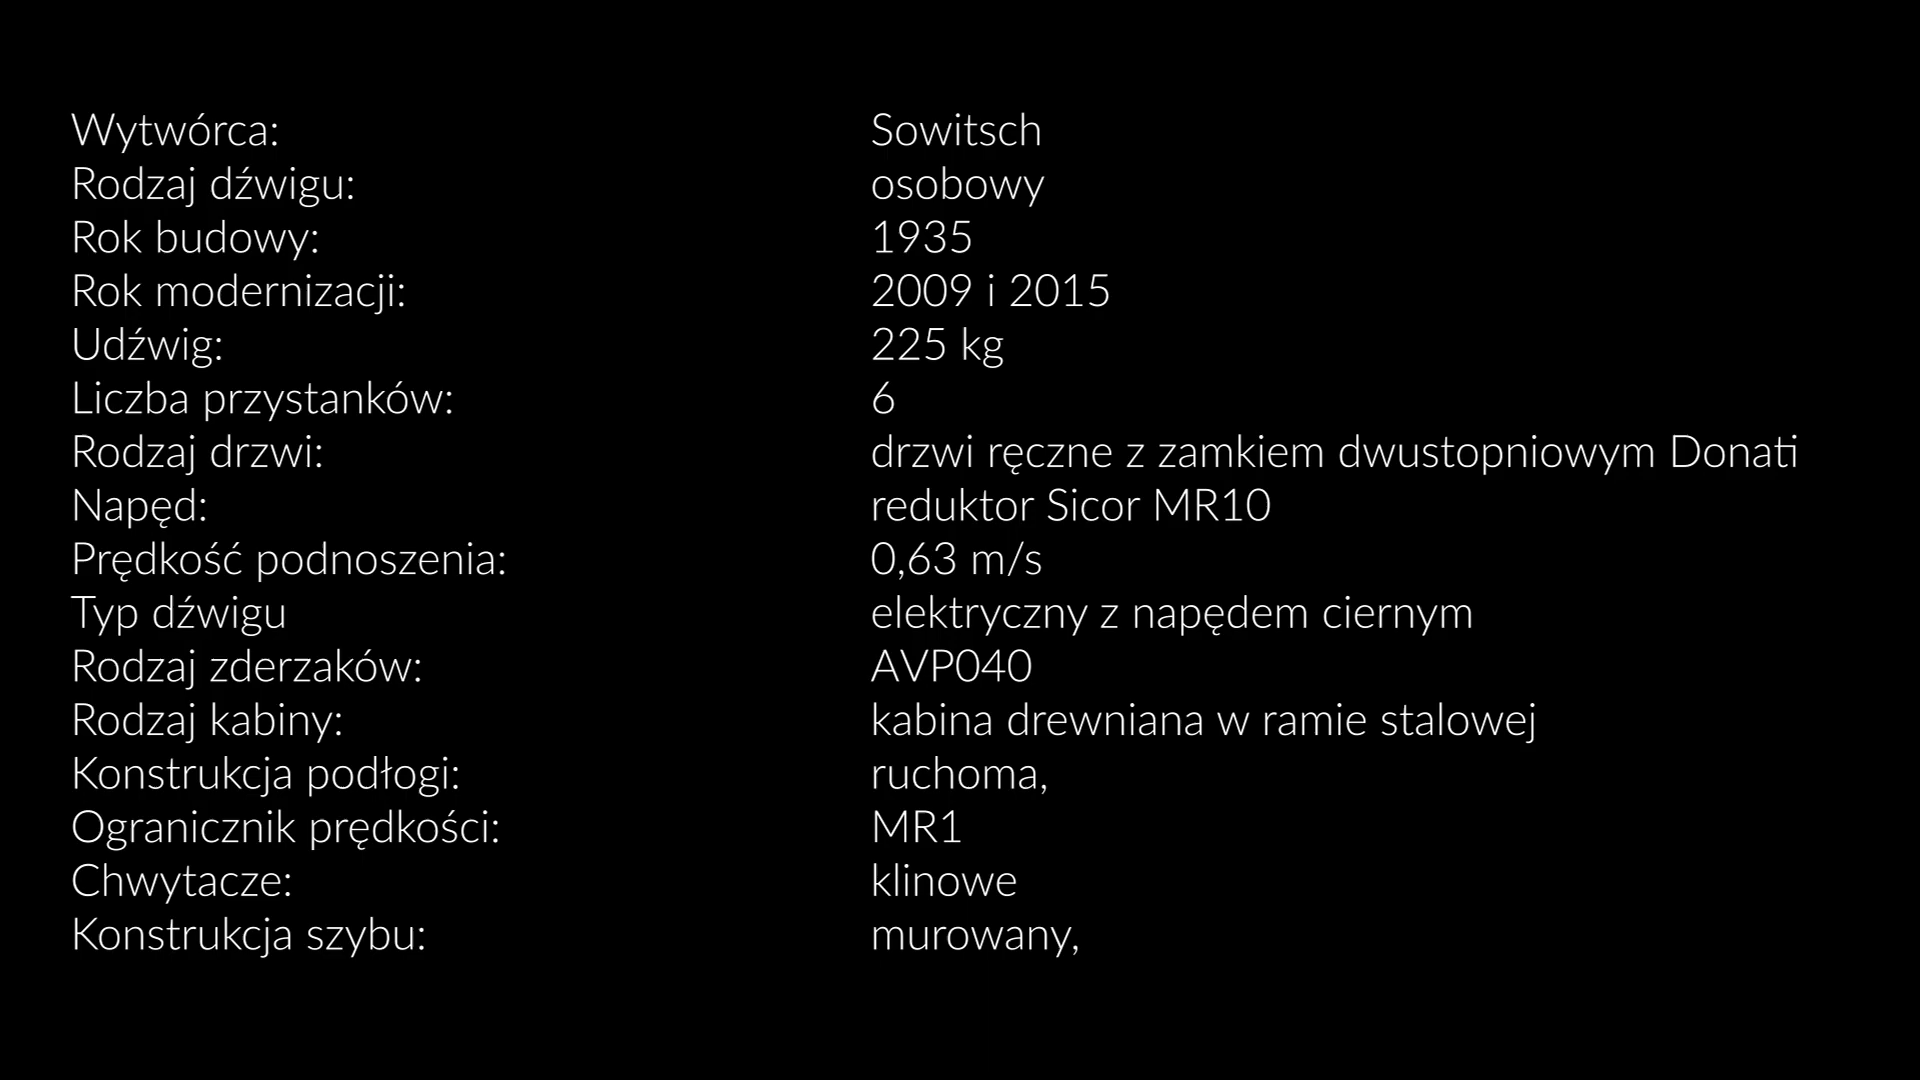 Wytwórca: Sowitsch
Rodzaj dźwigu: osobowy
Rok budowy: 1935
Rok modernizacji: 2009 i 2015
Udźwig: 225 kg
Liczba przystanków: 6
Rodzaj drzwi: drzwi ręczne z zamkiem dwustopniowym Donati
Napęd: reduktor Sicor MR10
Prędkość podnoszenia: 0,63 m/s
Typ dźwigu elektryczny z napędem ciernym
Rodzaj zderzaków: AVP040
Rodzaj kabiny: kabina drewniana w ramie stalowej
Konstrukcja podłogi: ruchoma,
Ogranicznik prędkości: MR1
Chwytacze: klinowe
Konstrukcja szybu: murowany,